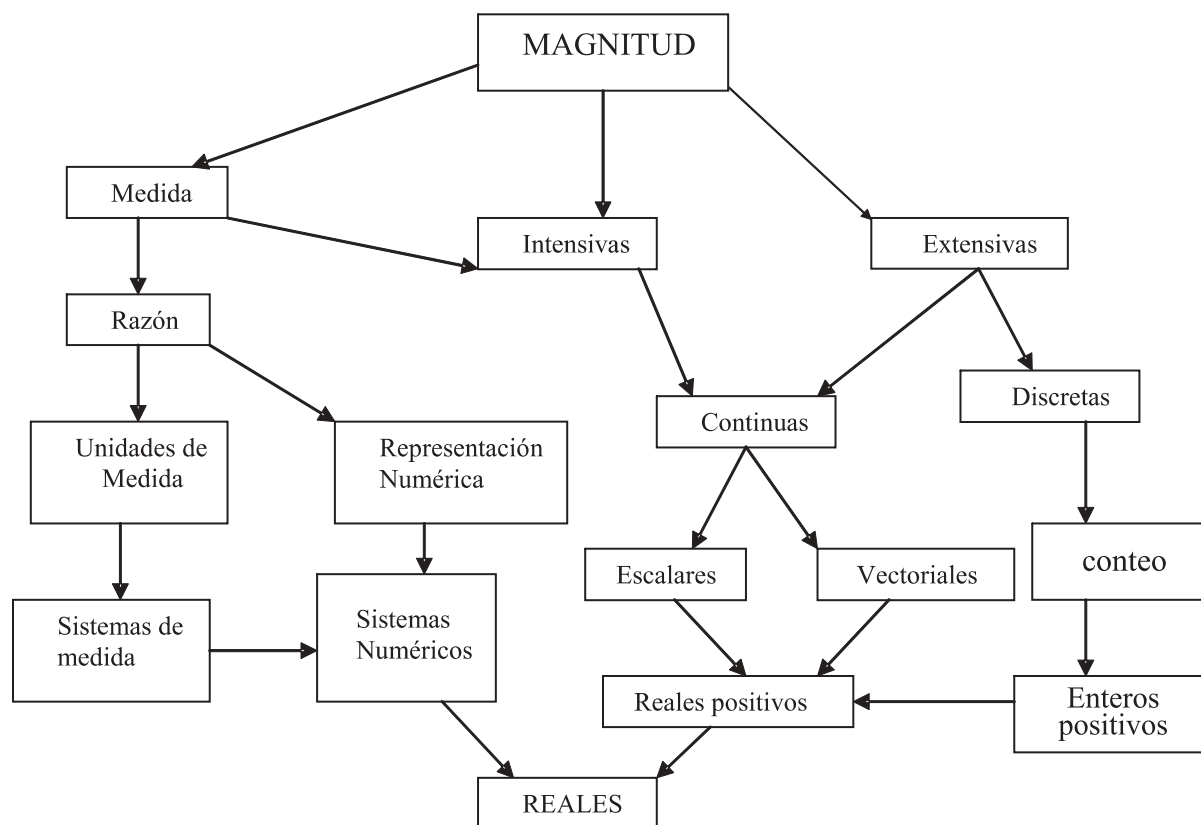 MAGNITUD
Medida
Intensivas
Extensivas
Razón
Discretas
Continuas
Unidades de
Medida
Representación
Numérica
conteo
Escalares
Vectoriales
Sistemas de
medida
Sistemas
Numéricos
Reales positivos
Enteros
positivos
REALES